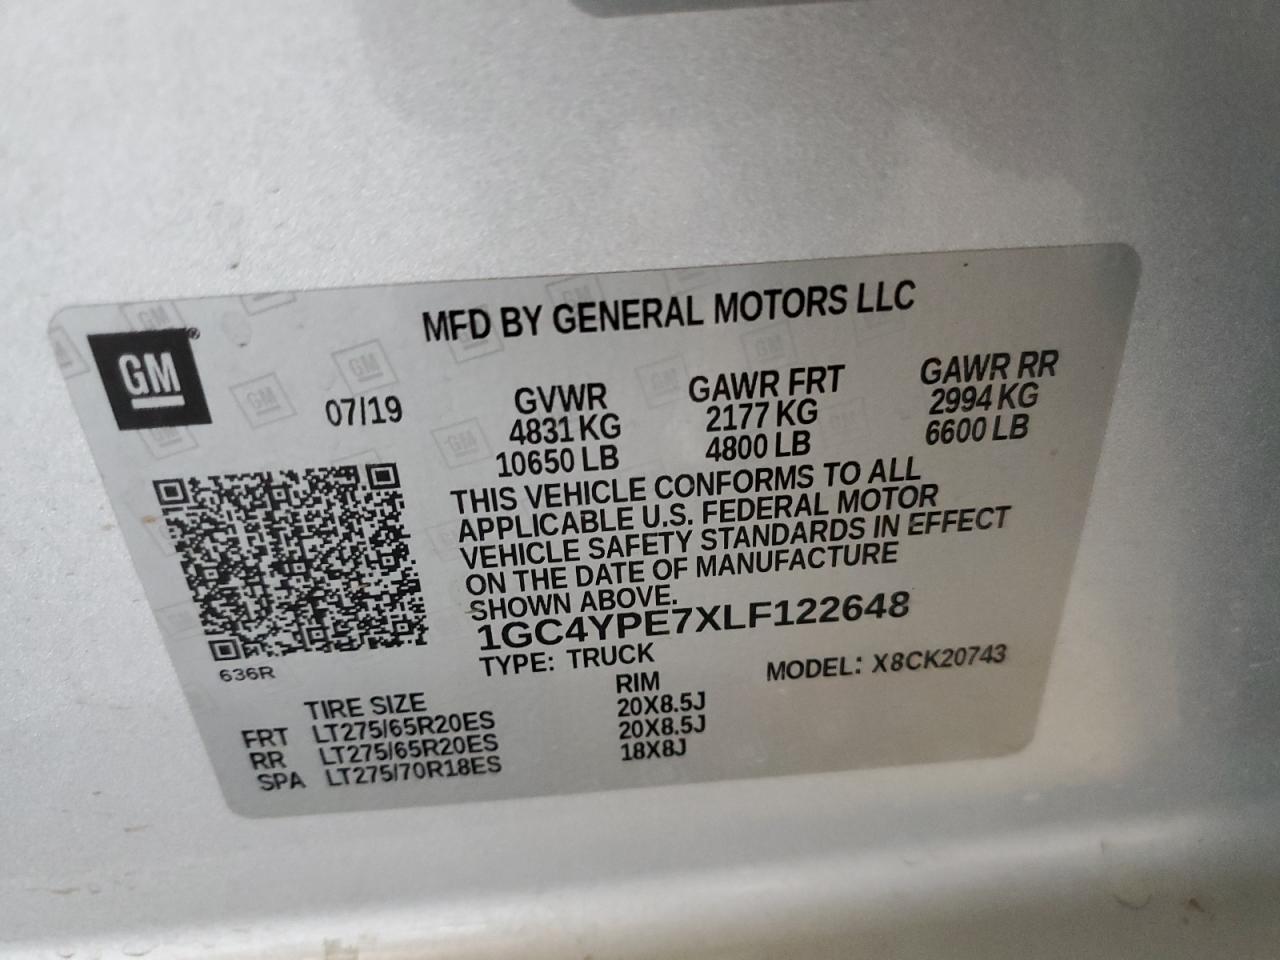 MFD BY GENERAL MOTORS LLC
GM®
07/19
GVWR GAWR FRT GAWR RR
4831 KG 2177 KG 2994 KG
10650 LB 4800 LB 6600 LB
THIS VEHICLE CONFORMS TO ALL
APPLICABLE U.S. FEDERAL MOTOR
VEHICLE SAFETY STANDARDS IN EFFECT
ON THE DATE OF MANUFACTURE
SHOWN ABOVE.
1GC4YPE7XLF122648
636R
TYPE: TRUCK MODEL: X8CK20743
TIRE SIZE RIM
FRT LT275/65R20ES 20X8.5J
RR LT275/65R20ES 20X8.5J
SPA LT275/70R18ES 18X8J